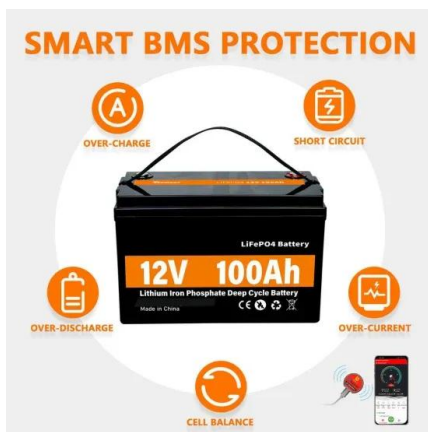 SMART BMS PROTECTION
A
OVER-CHARGE
SHORT CIRCUIT
LiFePO4 Battery
12V 100Ah
Lithium Iron Phosphate Deep Cycle Battery
Made in China
CE
OVER-DISCHARGE
OVER-CURRENT
CELL BALANCE